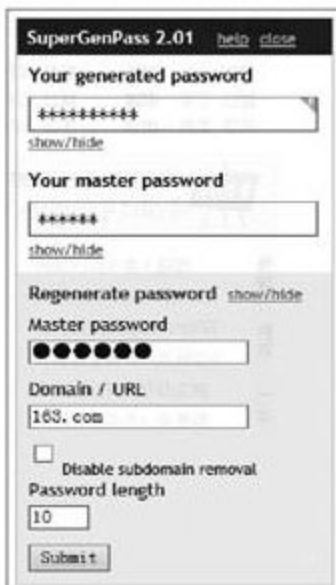 SuperGenPass 2.01 help close
Your generated password
**********
show/hide
Your master password
******
show/hide
Regenerate password show/hide
Master password
●●●●●●
Domain / URL
163.com
Disable subdomain removal
Password length
10
Submit